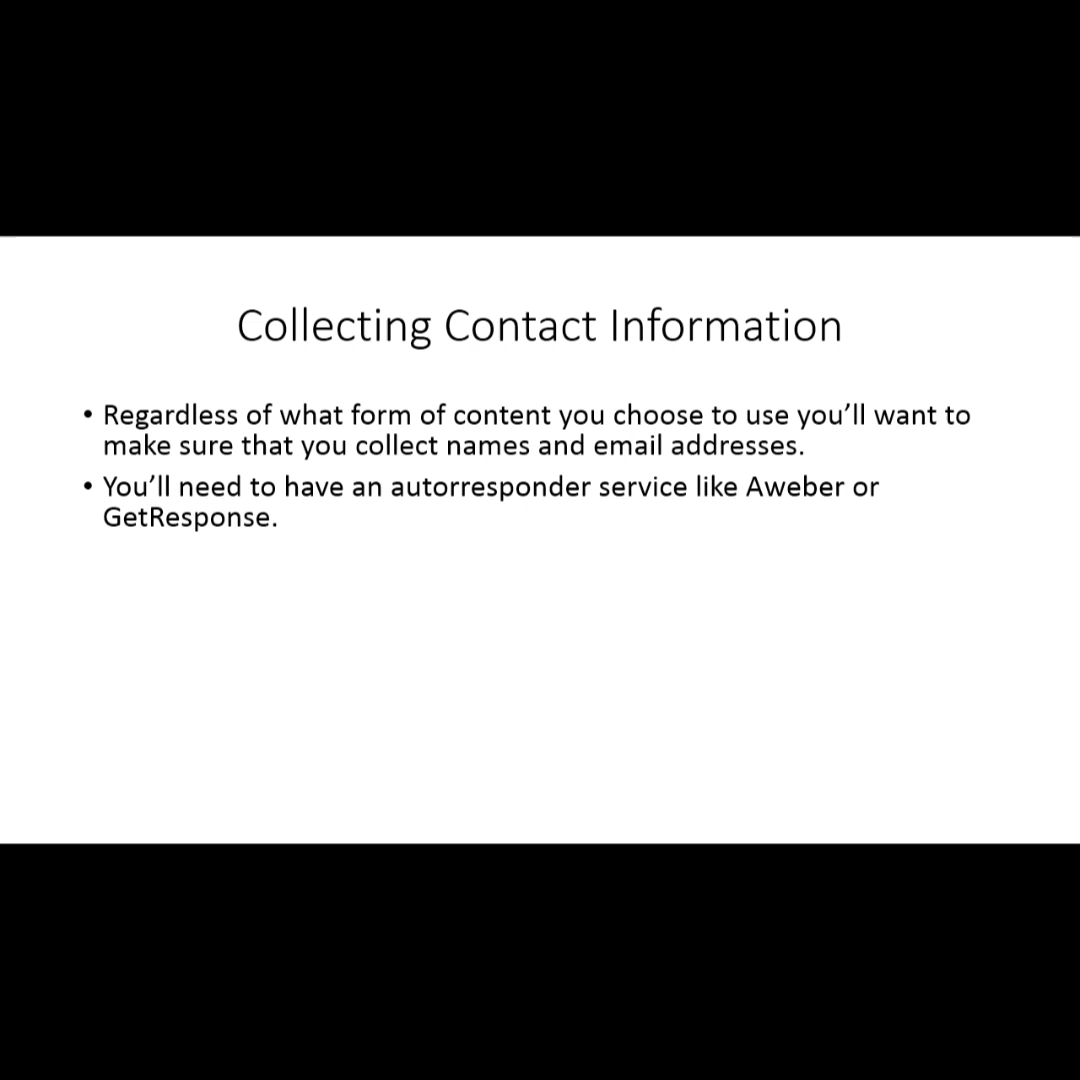 Collecting Contact Information
• Regardless of what form of content you choose to use you’ll want to
make sure that you collect names and email addresses.
• You’ll need to have an autorresponder service like Aweber or
GetResponse.